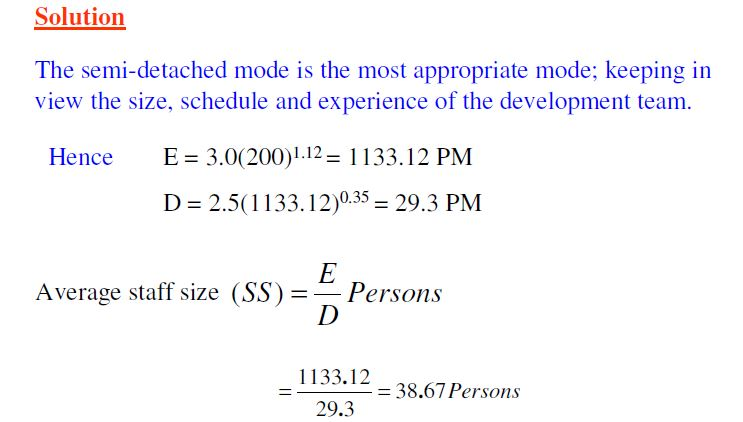 Solution
The semi-detached mode is the most appropriate mode; keeping in
view the size, schedule and experience of the development team.
Hence E = 3.0(200)^1.12 = 1133.12 PM
D = 2.5(1133.12)^0.35 = 29.3 PM
Average staff size (SS) = E/D Persons
= 1133.12/29.3 = 38.67 Persons